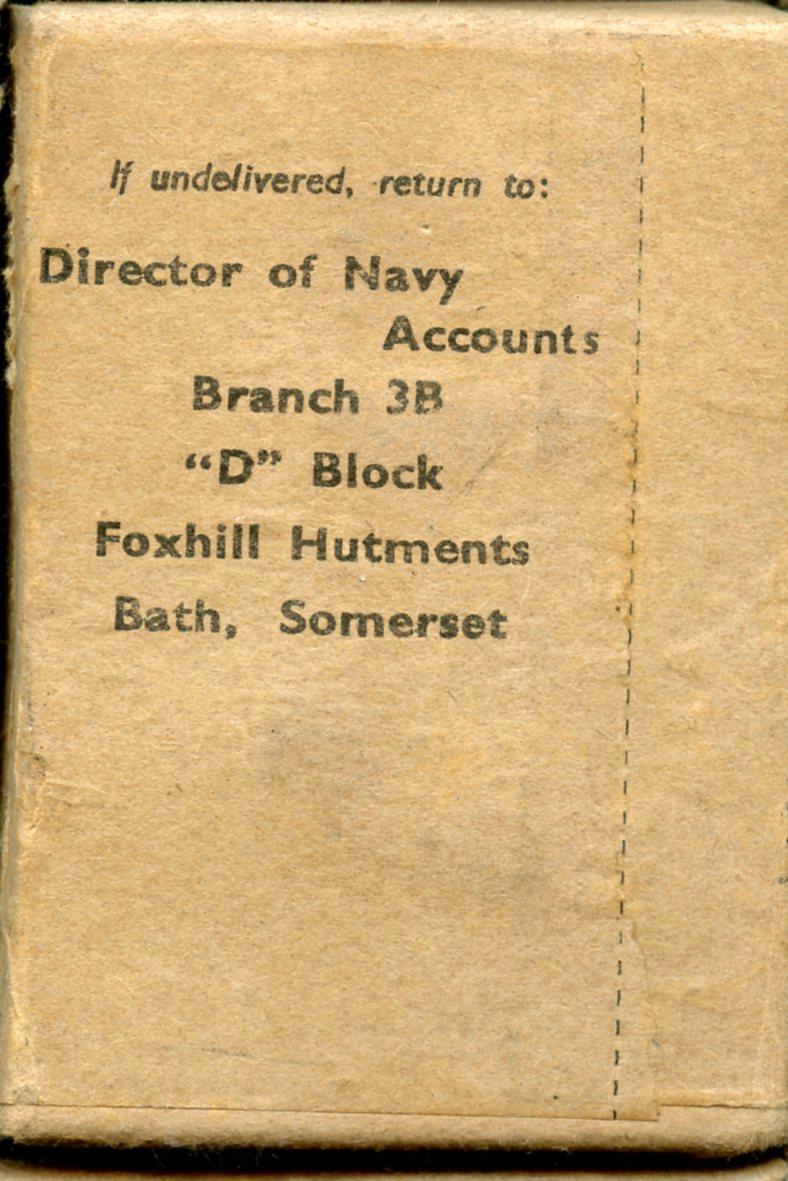 If undelivered, return to:
Director of Navy
Accounts
Branch 3B
“D” Block
Foxhill Hutments
Bath, Somerset